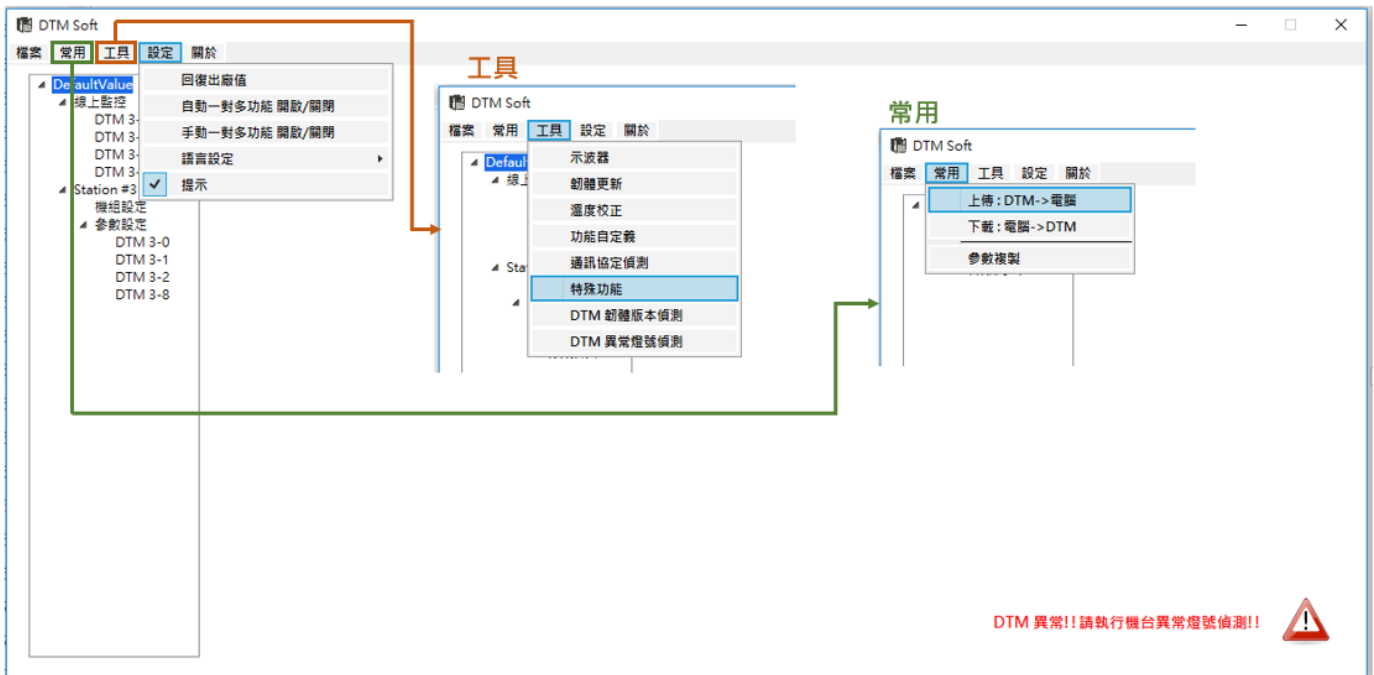 DTM Soft
檔案 常用 工具 設定 關於
DefaultValue
線上監控
DTM 3-
DTM 3-
DTM 3-
DTM 3-
Station #3
機組設定
參數設定
DTM 3-0
DTM 3-1
DTM 3-2
DTM 3-8
回復出廠值
自動一對多功能 開啟/關閉
手動一對多功能 開啟/關閉
語言設定
提示
工具
DTM Soft
檔案 常用 工具 設定 關於
Defaul
線上
Sta
示波器
韌體更新
溫度校正
功能自定義
通訊協定偵測
特殊功能
DTM 韌體版本偵測
DTM 異常燈號偵測
常用
DTM Soft
檔案 常用 工具 設定 關於
上傳:DTM->電腦
下載:電腦->DTM
參數複製
DTM 異常!!請執行機台異常燈號偵測!!